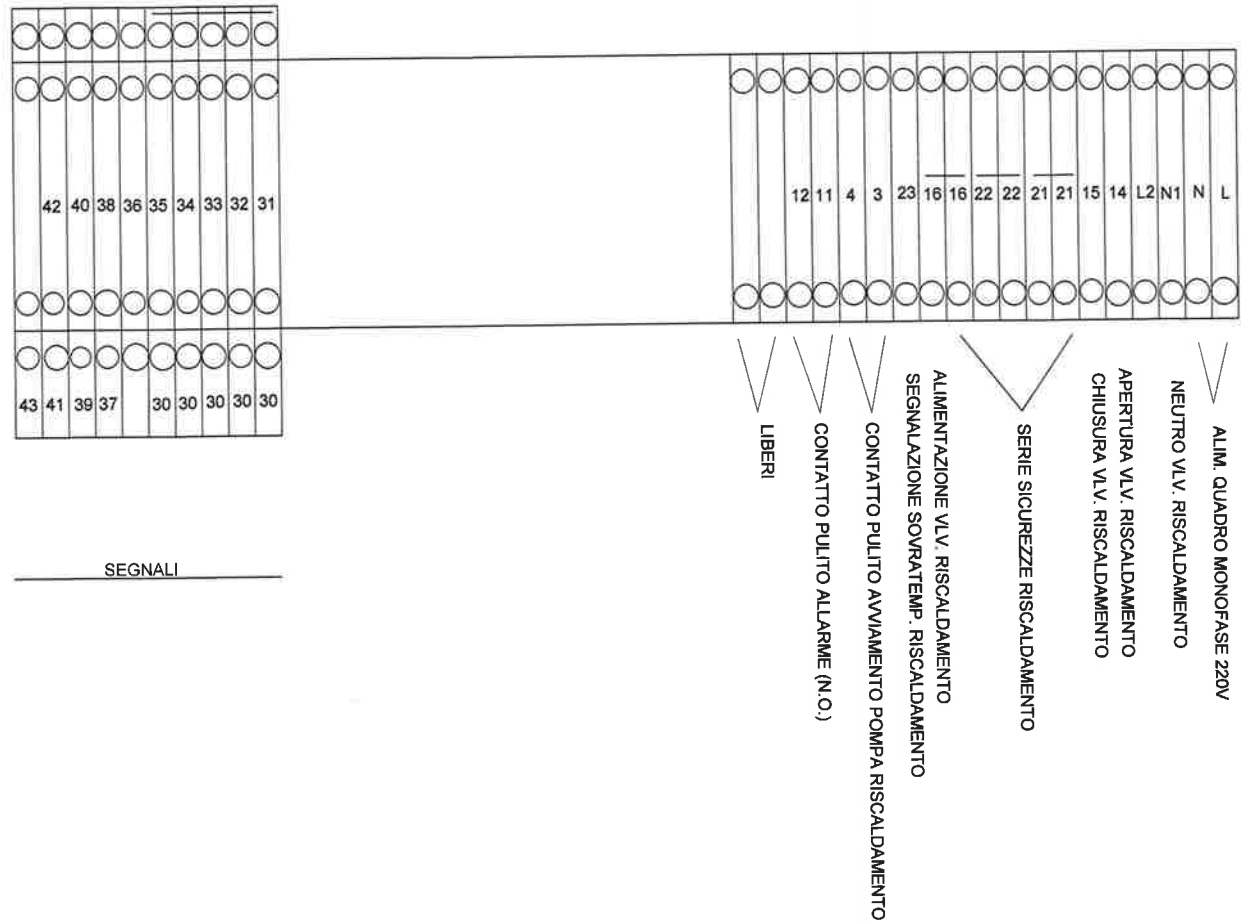 42 40 38 36 35 34 33 32 31
43 41 39 37 30 30 30 30 30
SEGNALI
12 11 4 3 23 16 16 22 22 21 21 15 14 L2 N1 N L
ALIM. QUADRO MONOFASE 220V
NEUTRO VLV. RISCALDAMENTO
APERTURA VLV. RISCALDAMENTO
CHIUSURA VLV. RISCALDAMENTO
SERIE SICUREZZE RISCALDAMENTO
ALIMENTAZIONE VLV. RISCALDAMENTO
SEGNALAZIONE SOVRATEMP. RISCALDAMENTO
CONTATTO PULITO AVVIAMENTO POMPA RISCALDAMENTO
CONTATTO PULITO ALLARME (N.O.)
LIBERI